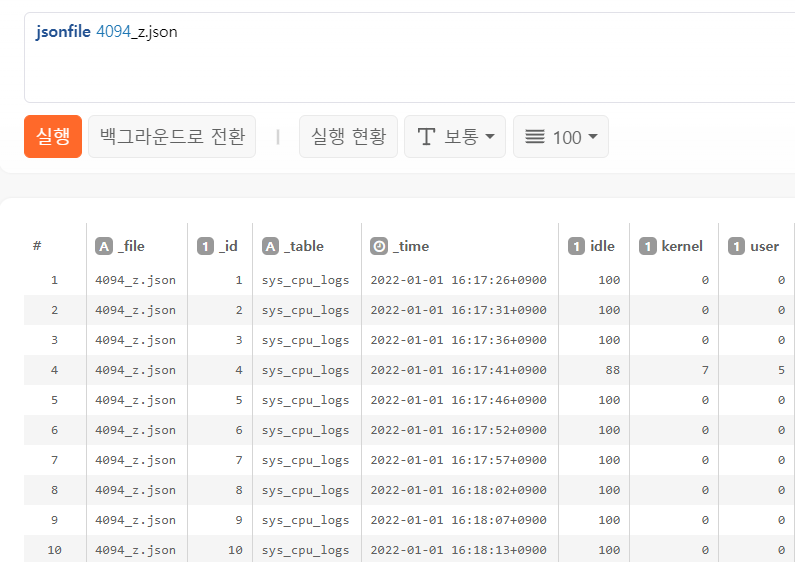 jsonfile 4094_z.json
실행 백그라운드로 전환 | 실행 현황 T 보통 100
# A _file 1 _id A _table _time 1 idle 1 kernel 1 user
1 4094_z.json 1 sys_cpu_logs 2022-01-01 16:17:26+0900 100 0 0
2 4094_z.json 2 sys_cpu_logs 2022-01-01 16:17:31+0900 100 0 0
3 4094_z.json 3 sys_cpu_logs 2022-01-01 16:17:36+0900 100 0 0
4 4094_z.json 4 sys_cpu_logs 2022-01-01 16:17:41+0900 88 7 5
5 4094_z.json 5 sys_cpu_logs 2022-01-01 16:17:46+0900 100 0 0
6 4094_z.json 6 sys_cpu_logs 2022-01-01 16:17:52+0900 100 0 0
7 4094_z.json 7 sys_cpu_logs 2022-01-01 16:17:57+0900 100 0 0
8 4094_z.json 8 sys_cpu_logs 2022-01-01 16:18:02+0900 100 0 0
9 4094_z.json 9 sys_cpu_logs 2022-01-01 16:18:07+0900 100 0 0
10 4094_z.json 10 sys_cpu_logs 2022-01-01 16:18:13+0900 100 0 0